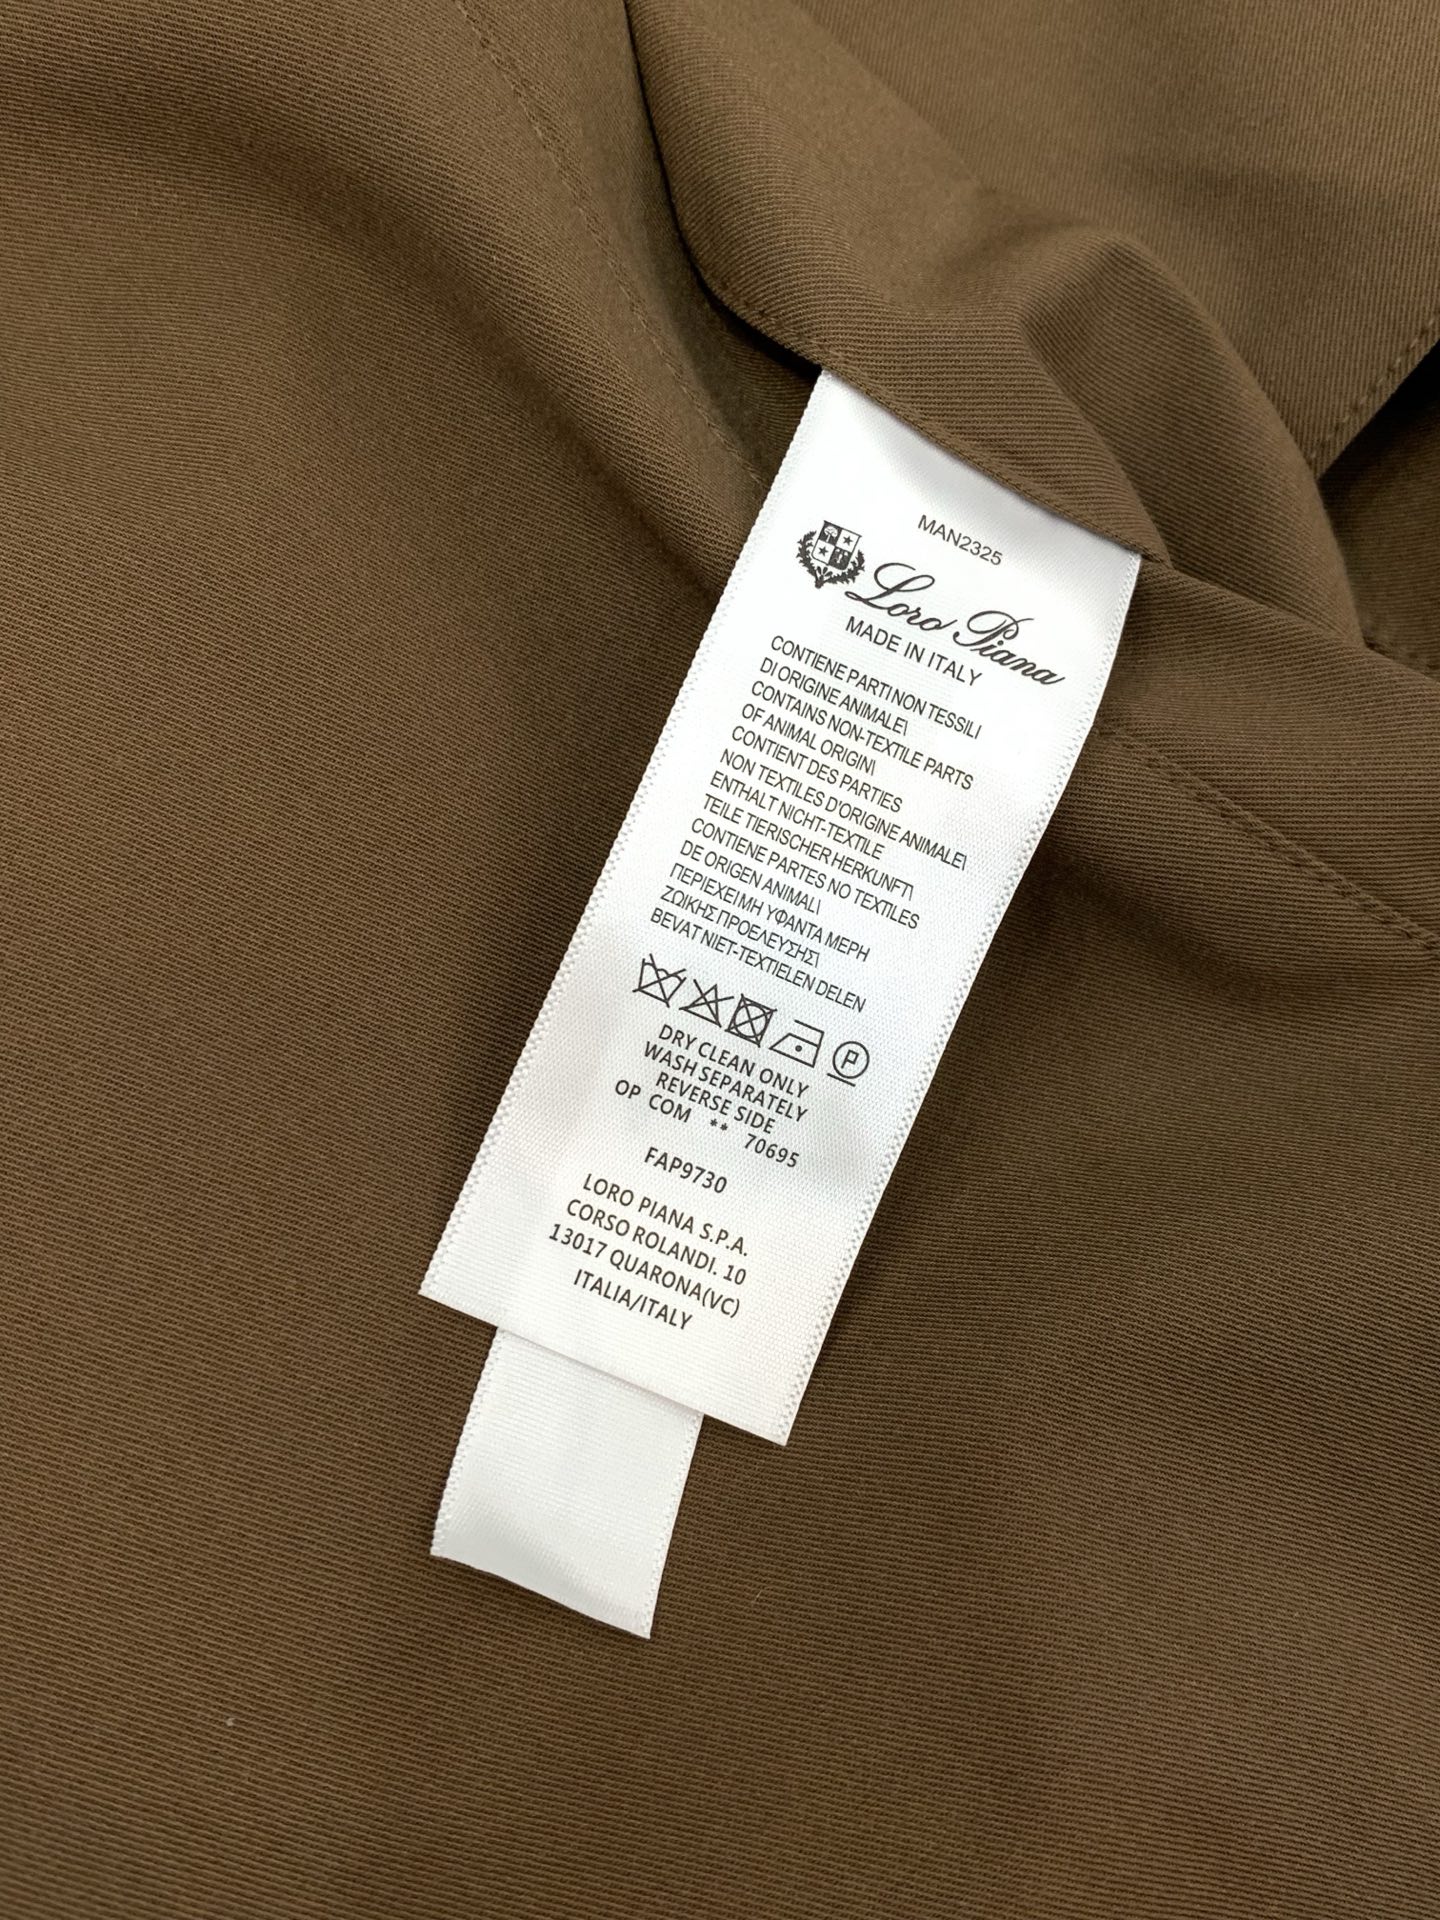 MAN2325
Loro Piana
MADE IN ITALY
CONTIENE PARTI NON TESSILI
DI ORIGINE ANIMALE\
CONTAINS NON-TEXTILE PARTS
OF ANIMAL ORIGIN\
CONTIENT DES PARTIES
NON TEXTILES D'ORIGINE ANIMALE\
ENTHALT NICHT-TEXTILE
TEILE TIERISCHER HERKUNFT\
CONTIENE PARTES NO TEXTILES
DE ORIGEN ANIMAL\
ΠΕΡΙΕΧΕΙ ΜΗ ΥΦΑΝΤΑ ΜΕΡΗ
ΖΩΙΚΗΣ ΠΡΟΕΛΕΥΣΗΣ\
BEVAT NIET-TEXTIELEN DELEN
P
DRY CLEAN ONLY
WASH SEPARATELY
REVERSE SIDE
OP COM ** 70695
FAP9730
LORO PIANA S.P.A.
CORSO ROLANDI. 10
13017 QUARONA(VC)
ITALIA/ITALY